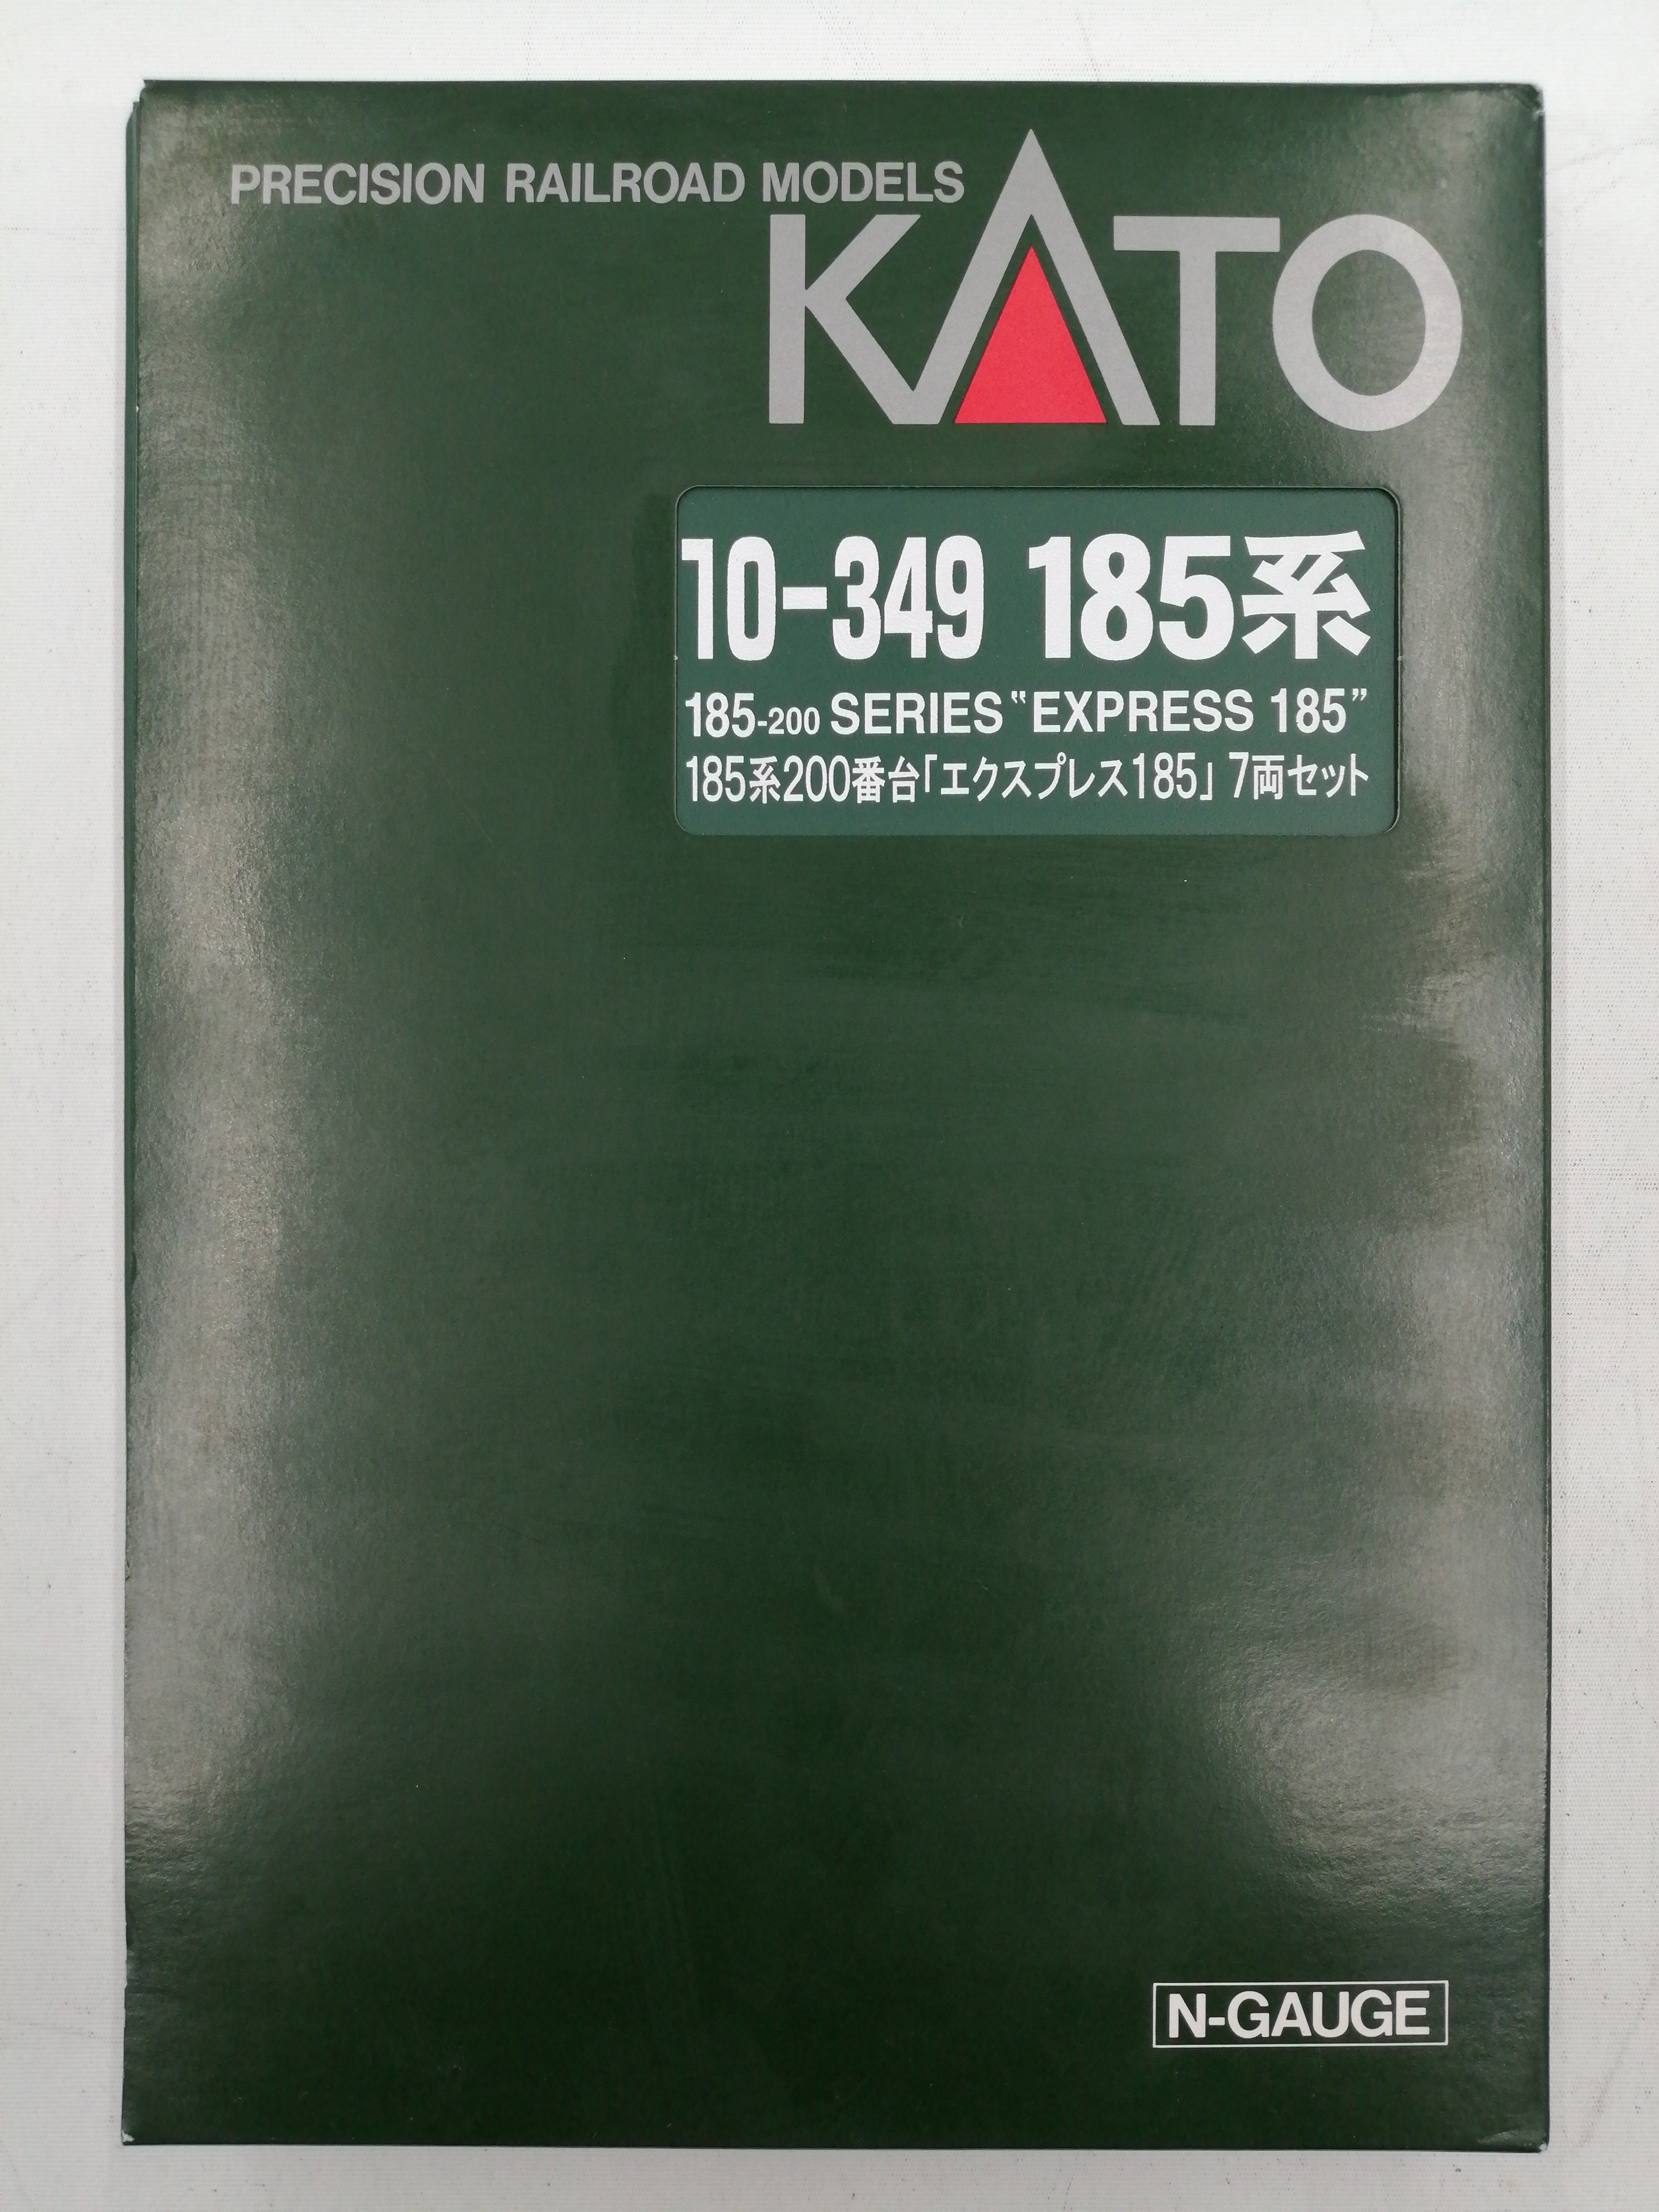 PRECISION RAILROAD MODELS
KATO
10-349 185系
185-200 SERIES "EXPRESS 185"
185系200番台「エクスプレス185」 7両セット
N-GAUGE